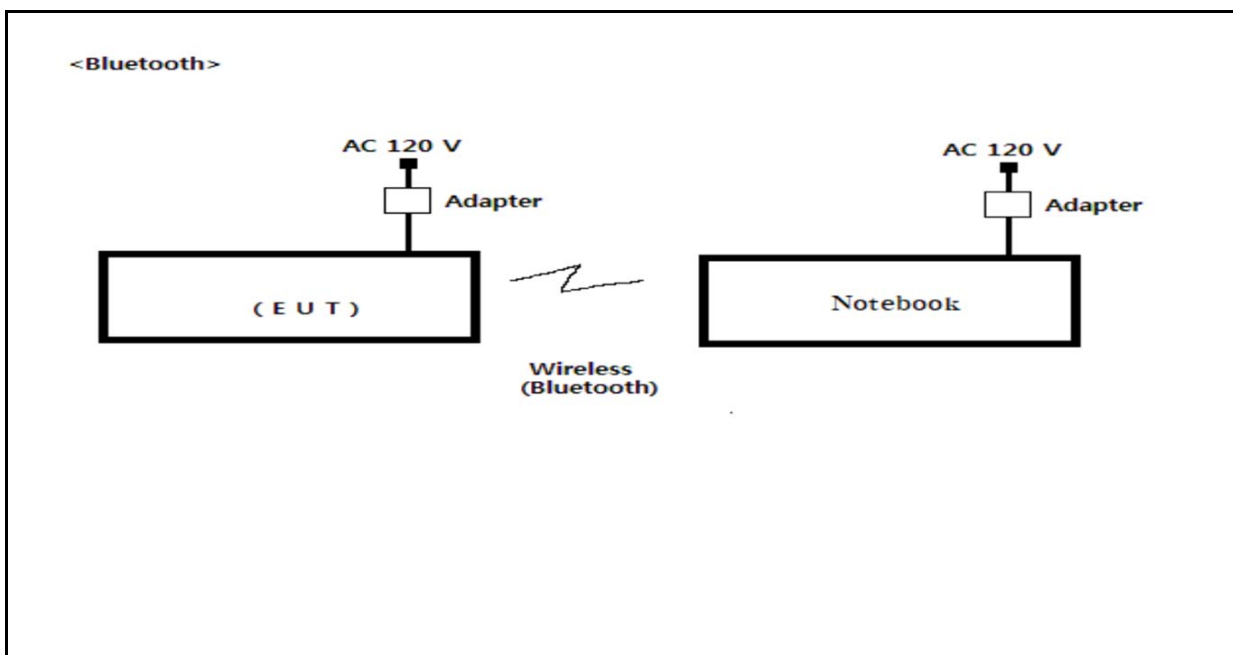 <Bluetooth>
AC 120 V
Adapter
AC 120 V
Adapter
( E U T )
Notebook
Wireless
(Bluetooth)